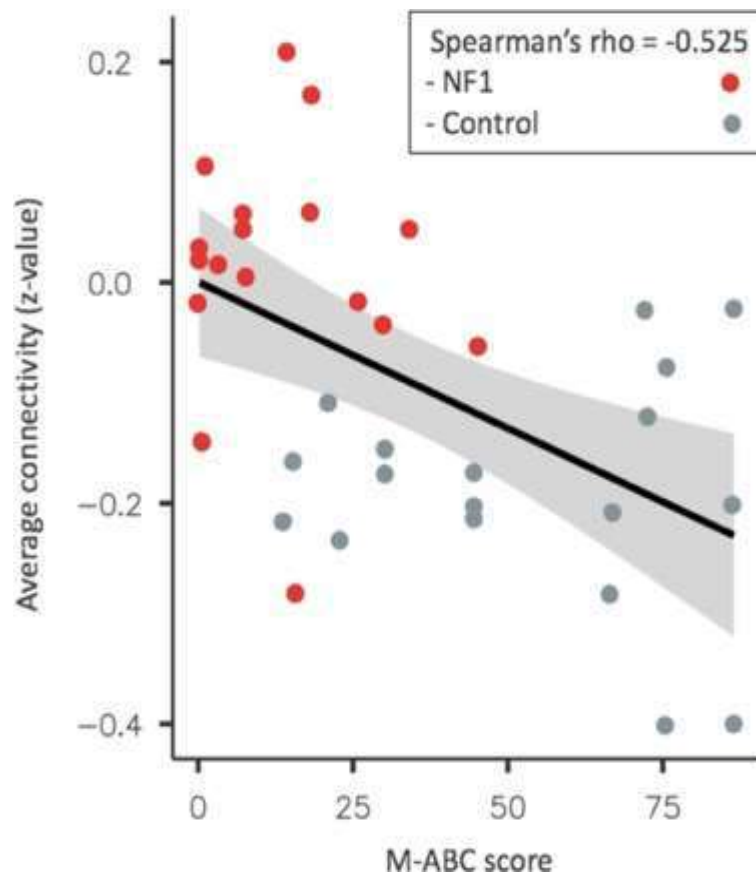 Spearman's rho = -0.525
- NF1
- Control
Average connectivity (z-value)
0.2
0.0
−0.2
−0.4
0
25
50
75
M-ABC score